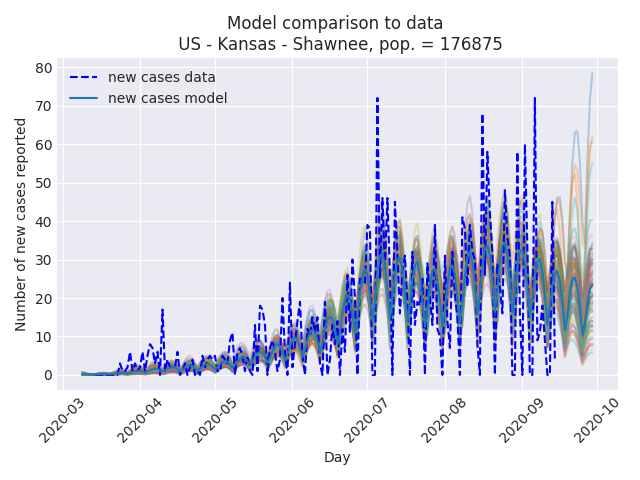 Model comparison to data
US - Kansas - Shawnee, pop. = 176875
new cases data
new cases model
Number of new cases reported
80
70
60
50
40
30
20
10
0
2020-03
2020-04
2020-05
2020-06
2020-07
2020-08
2020-09
2020-10
Day